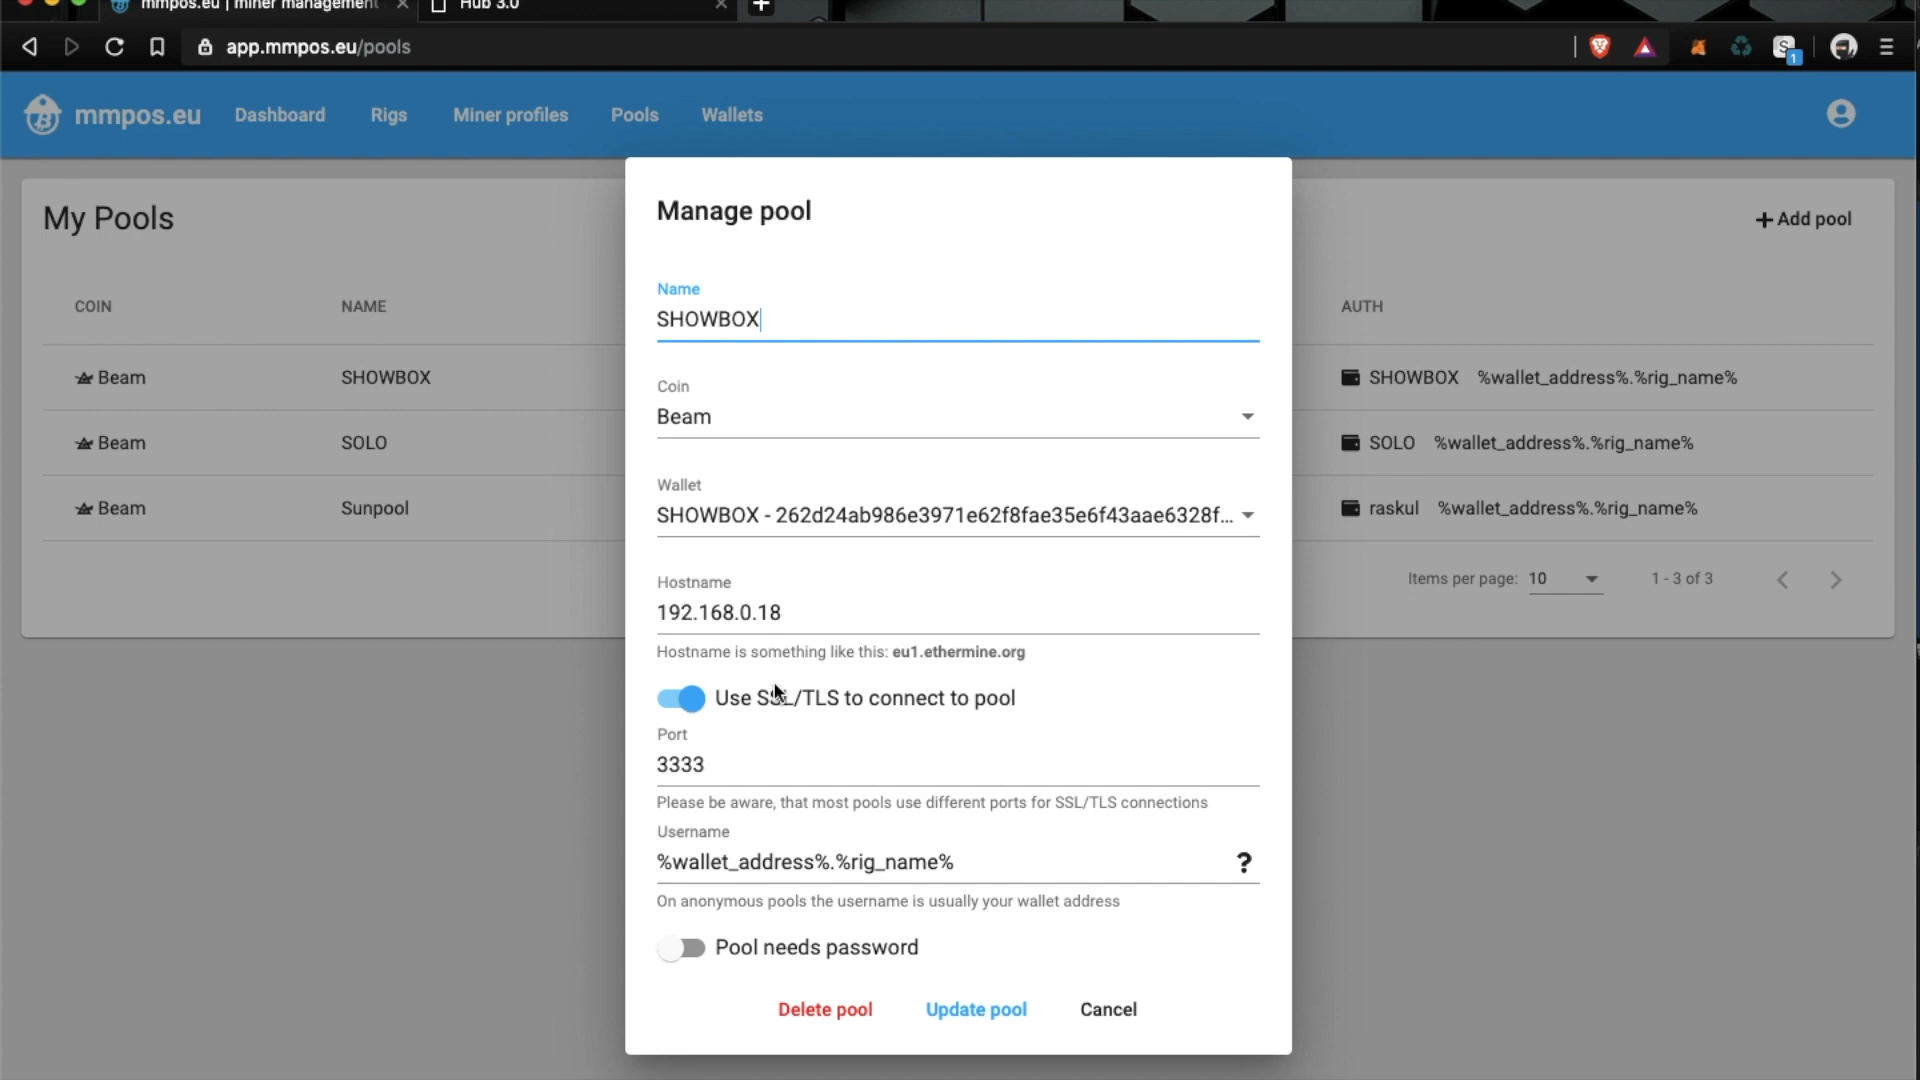 mmpos.eu | miner management
Hub 3.0
app.mmpos.eu/pools
S
1
mmpos.eu
Dashboard
Rigs
Miner profiles
Pools
Wallets
My Pools
Add pool
COIN
NAME
AUTH
Beam
SHOWBOX
SHOWBOX %wallet_address%.%rig_name%
Beam
SOLO
SOLO %wallet_address%.%rig_name%
Beam
Sunpool
raskul %wallet_address%.%rig_name%
Items per page: 10
1 - 3 of 3
Manage pool
Name
SHOWBOX
Coin
Beam
Wallet
SHOWBOX - 262d24ab986e3971e62f8fae35e6f43aae6328f...
Hostname
192.168.0.18
Hostname is something like this: eu1.ethermine.org
Use SSL/TLS to connect to pool
Port
3333
Please be aware, that most pools use different ports for SSL/TLS connections
Username
%wallet_address%.%rig_name%
?
On anonymous pools the username is usually your wallet address
Pool needs password
Delete pool
Update pool
Cancel